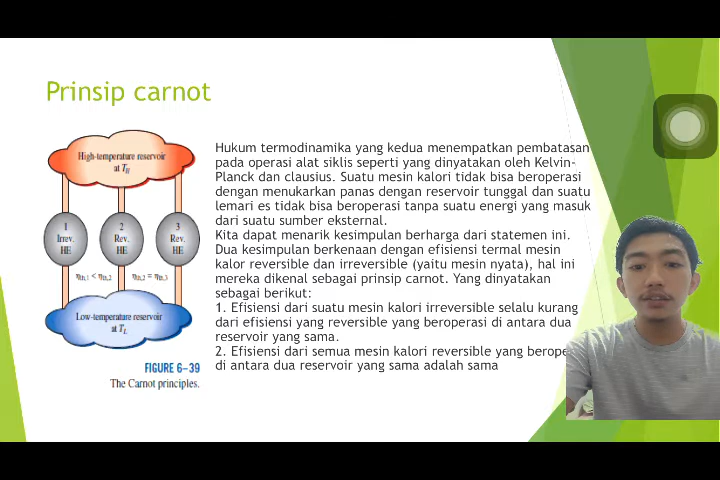 Prinsip carnot
High-temperature reservoir
at TH
1
Irrev.
HE
2
Rev.
HE
3
Rev.
HE
ηth,1 < ηth,2
ηth,2 = ηth,3
Low-temperature reservoir
at TL
FIGURE 6–39
The Carnot principles.
Hukum termodinamika yang kedua menempatkan pembatasan
pada operasi alat siklis seperti yang dinyatakan oleh Kelvin-
Planck dan clausius. Suatu mesin kalori tidak bisa beroperasi
dengan menukarkan panas dengan reservoir tunggal dan suatu
lemari es tidak bisa beroperasi tanpa suatu energi yang masuk
dari suatu sumber eksternal.
Kita dapat menarik kesimpulan berharga dari statemen ini.
Dua kesimpulan berkenaan dengan efisiensi termal mesin
kalor reversible dan irreversible (yaitu mesin nyata), hal ini
mereka dikenal sebagai prinsip carnot. Yang dinyatakan
sebagai berikut:
1. Efisiensi dari suatu mesin kalori irreversible selalu kurang
dari efisiensi yang reversible yang beroperasi di antara dua
reservoir yang sama.
2. Efisiensi dari semua mesin kalori reversible yang
di antara dua reservoir yang sama adalah sama